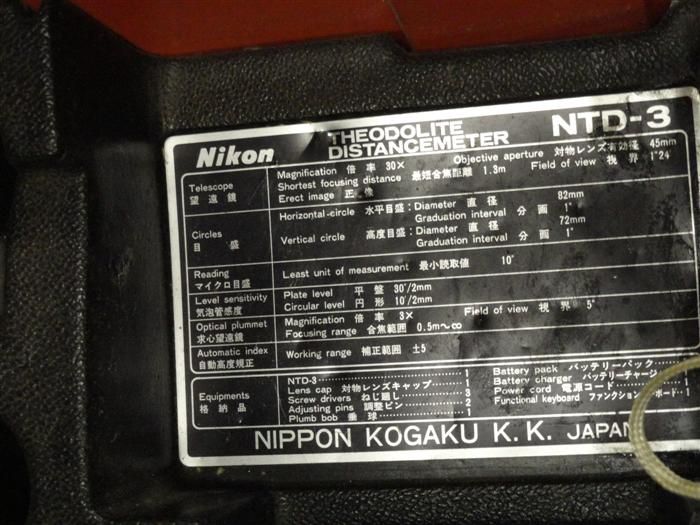 Nikon THEODOLITE DISTANCEMETER NTD-3
Telescope 望遠鏡
Magnification 倍率 30× Objective aperture 対物レンズ有効径 45mm
Shortest focusing distance 最短合焦距離 1.3m Field of view 視界 1°24'
Erect image 正像
Circles 目盛
Horizontal-circle 水平目盛: Diameter 直径 82mm
Graduation interval 分画 1°
Vertical circle 高度目盛: Diameter 直径 72mm
Graduation interval 分画 1°
Reading マイクロ目盛
Least unit of measurement 最小読取値 10"
Level sensitivity 気泡管感度
Plate level 平盤 30"/2mm
Circular level 円形 10'/2mm
Optical plummet 求心望遠鏡
Magnification 倍率 3× Field of view 視界 5°
Focusing range 合焦範囲 0.5m~∞
Automatic index 自動高度規正
Working range 補正範囲 ±5'
Equipments 格納品
NTD-3 1
Lens cap 対物レンズキャップ 1
Screw drivers ねじ廻し 3
Adjusting pins 調整ピン 2
Plumb bob 垂球 1
Battery pack バッテリーパック
Battery charger バッテリーチャージ
Power cord 電源コード 1
Functional keyboard ファンクション ボード 1
NIPPON KOGAKU K.K. JAPAN